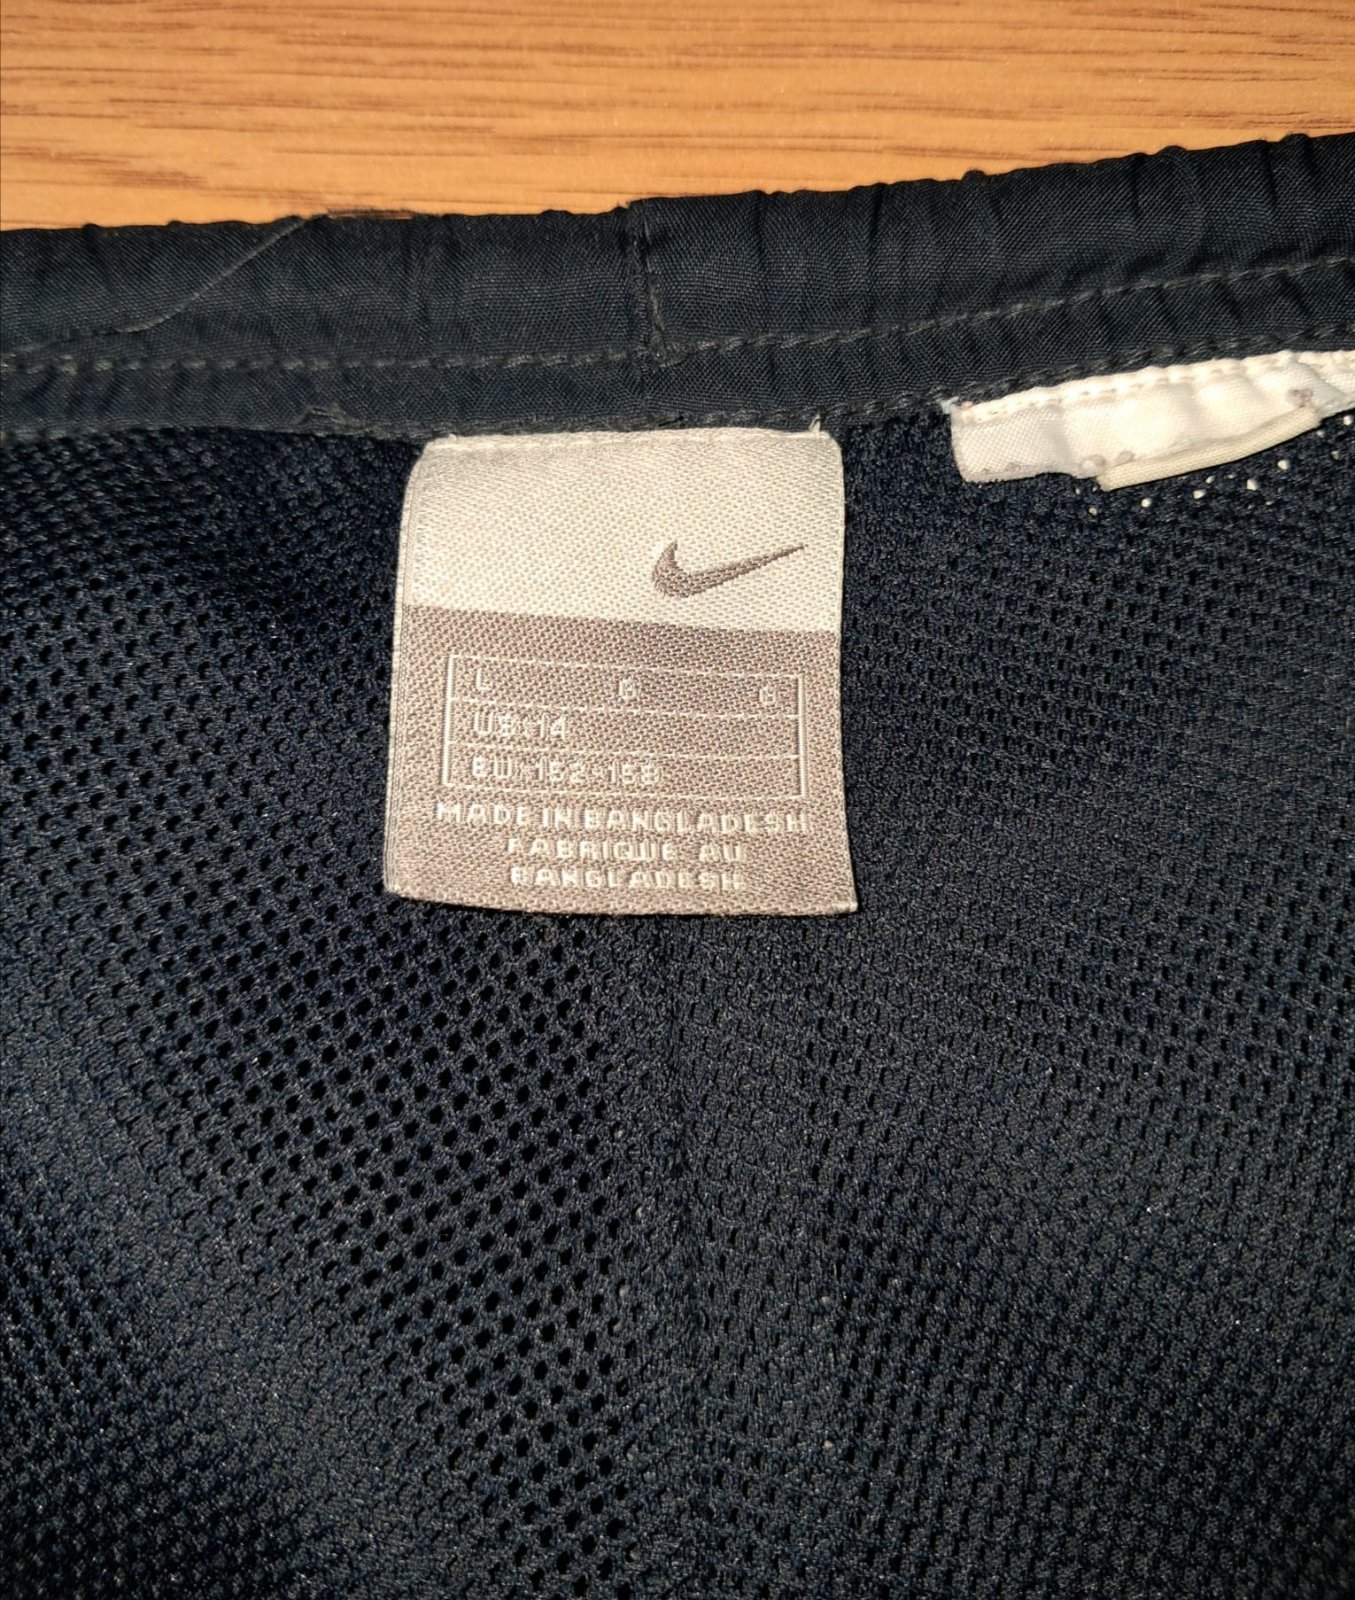 L G G
US:14
EU:152-158
MADE IN BANGLADESH
FABRIQUE AU
BANGLADESH